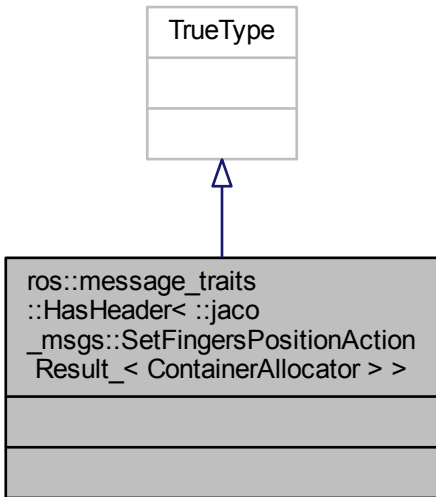 TrueType
ros::message_traits
::HasHeader< ::jaco
_msgs::SetFingersPositionAction
Result_< ContainerAllocator > >